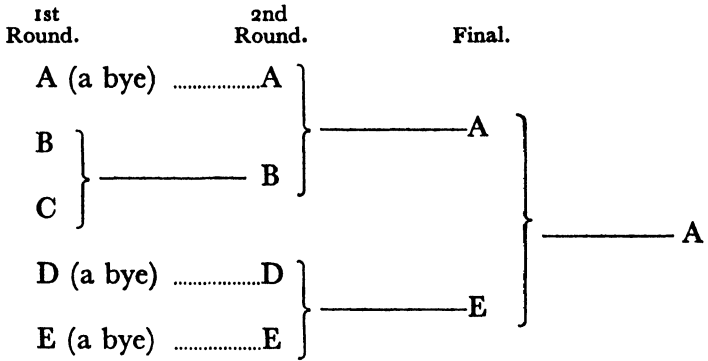 1st 2nd
Round. Round. Final.
A (a bye) ..................A
A
B
B
C
A
D (a bye) ..................D
E
E (a bye) ..................E